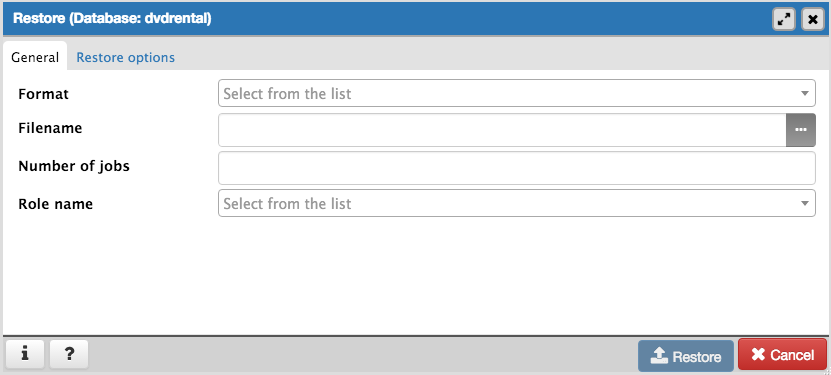 Restore (Database: dvdrental)
General Restore options
Format Select from the list
Filename ...
Number of jobs
Role name Select from the list
i ? Restore Cancel